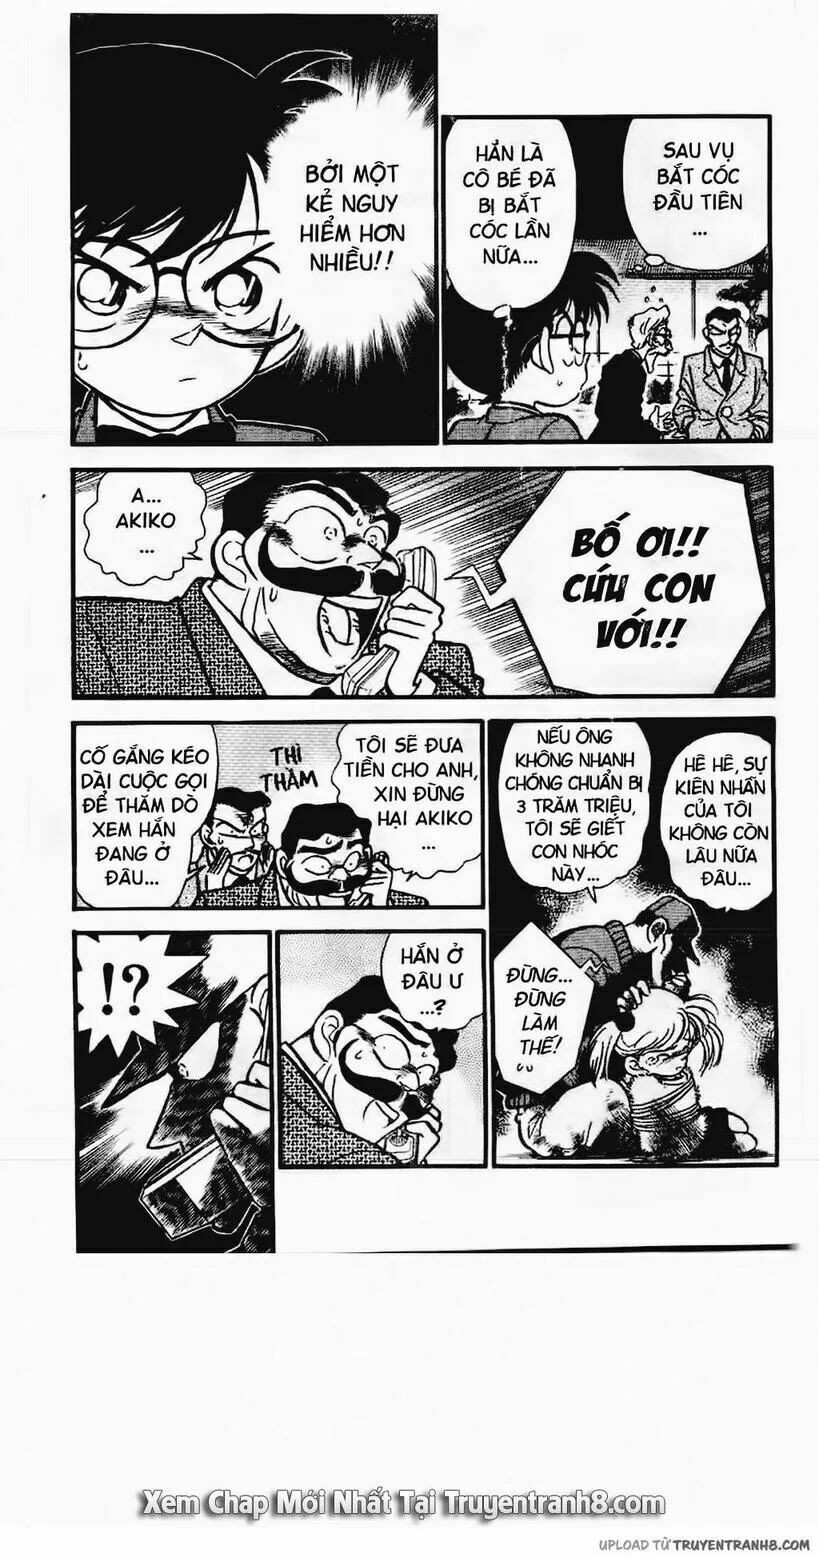 SAU VỤ
BẮT CÓC
ĐẦU TIÊN
...
HẲN LÀ
CÔ BÉ ĐÃ
BỊ BẮT
CÓC LẦN
NỮA...
BỞI MỘT
KẺ NGUY
HIỂM HƠN
NHIỀU!!
BỐ ƠI!!
CỨU CON
VỚI!!
A...
AKIKO
...
HÊ HÊ, SỰ
KIÊN NHẪN
CỦA TÔI
KHÔNG CÒN
LÂU NỮA
ĐÂU...
NẾU ÔNG
KHÔNG NHANH
CHÓNG CHUẨN BỊ
3 TRĂM TRIỆU,
TÔI SẼ GIẾT
CON NHÓC
NÀY...
ĐỪNG...
ĐỪNG
LÀM
THẾ!
TÔI SẼ ĐƯA
TIỀN CHO ANH,
XIN ĐỪNG
HẠI AKIKO
...
THÌ
THẦM
CỐ GẮNG KÉO
DÀI CUỘC GỌI
ĐỂ THĂM DÒ
XEM HẮN
ĐANG Ở
ĐÂU...
HẮN Ở
ĐÂU Ư
...?
!?
Xem Chap Mới Nhất Tại Truyentranh8.com
UPLOAD TỪ TRUYENTRANH8.COM